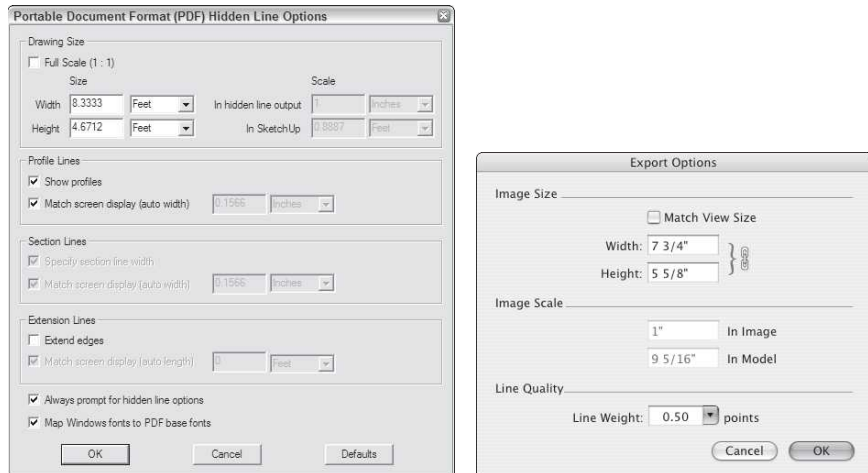 Portable Document Format (PDF) Hidden Line Options
Drawing Size
Full Scale (1 : 1)
Size Scale
Width 8.3333 Feet In hidden line output 1 Inches
Height 4.6712 Feet In SketchUp 0.8887 Feet
Profile Lines
Show profiles
Match screen display (auto width) 0.1566 Inches
Section Lines
Specify section line width
Match screen display (auto width) 0.1566 Inches
Extension Lines
Extend edges
Match screen display (auto length) 0 Feet
Always prompt for hidden line options
Map Windows fonts to PDF base fonts
OK Cancel Defaults
Export Options
Image Size
Match View Size
Width: 7 3/4"
Height: 5 5/8"
Image Scale
1" In Image
9 5/16" In Model
Line Quality
Line Weight: 0.50 points
Cancel OK